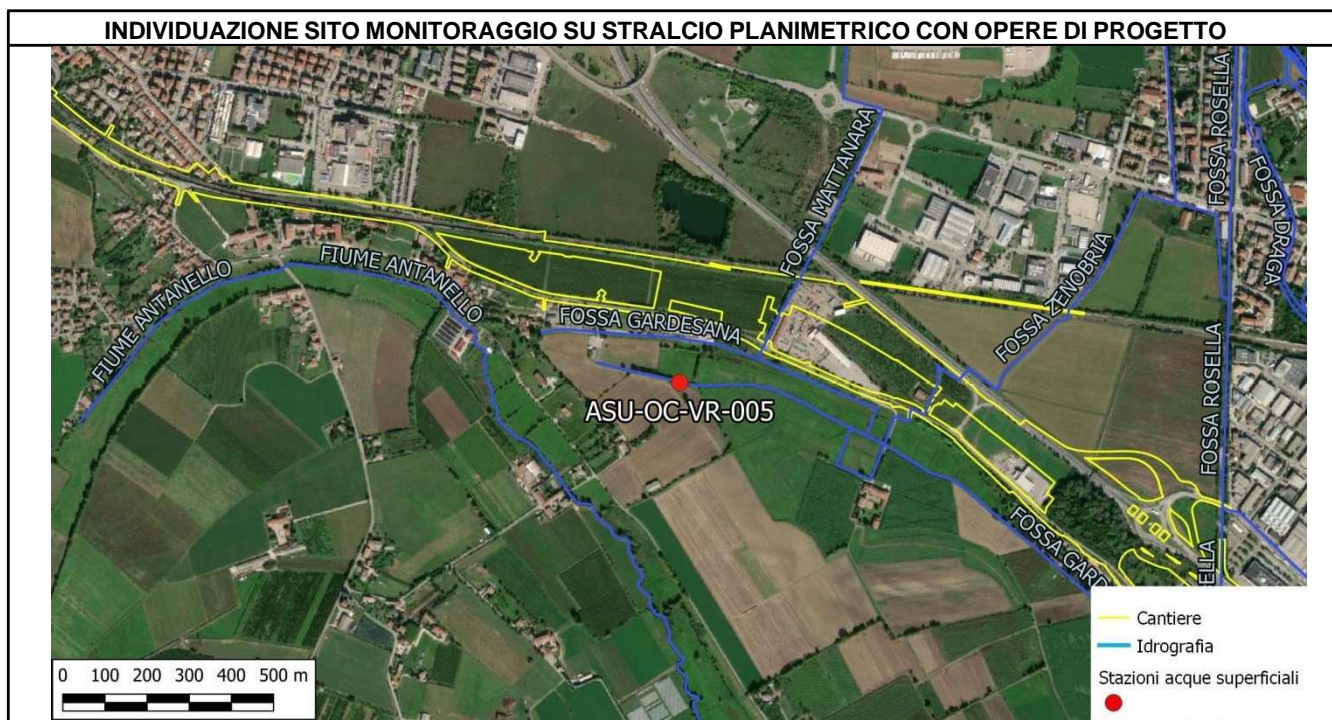 INDIVIDUAZIONE SITO MONITORAGGIO SU STRALCIO PLANIMETRICO CON OPERE DI PROGETTO
FOSSA ROSELLA
FOSSA MATTANARA
FOSSA DRAGA
FIUME ANTANELLO
FIUME ANTANELLO
FOSSA ZENOBRIA
FOSSA GARDESANA
ASU-OC-VR-005
FOSSA ROSELLA
FOSSA GARD
SELLA
Cantiere
Idrografia
Stazioni acque superficiali
0 100 200 300 400 500 m